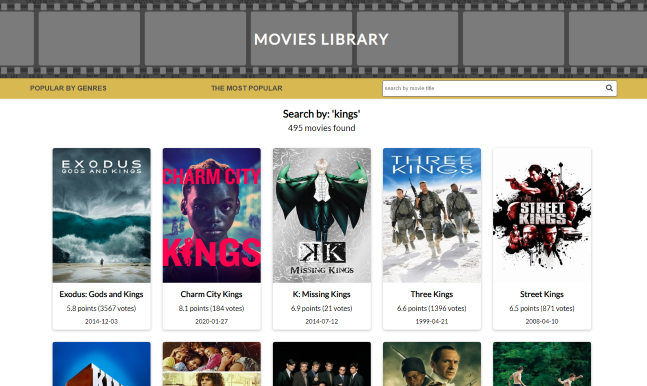 MOVIES LIBRARY
POPULAR BY GENRES
THE MOST POPULAR
search by movie title
Search by: 'kings'
495 movies found
EXODUS
GODS AND KINGS
CHARM CITY
KINGS
K
MISSING KINGS
THREE
KINGS
STREET
KINGS
Exodus: Gods and Kings
Charm City Kings
K: Missing Kings
Three Kings
Street Kings
5.8 points (3567 votes)
8.1 points (184 votes)
6.9 points (21 votes)
6.6 points (1396 votes)
6.5 points (871 votes)
2014-12-03
2020-01-27
2014-07-12
1999-04-21
2008-04-10